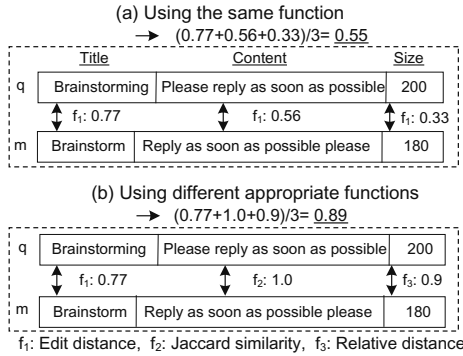 (a) Using the same function
→ (0.77+0.56+0.33)/3= 0.55
Title Content Size
q Brainstorming Please reply as soon as possible 200
f₁: 0.77 f₁: 0.56 f₁: 0.33
m Brainstorm Reply as soon as possible please 180
(b) Using different appropriate functions
→ (0.77+1.0+0.9)/3= 0.89
q Brainstorming Please reply as soon as possible 200
f₁: 0.77 f₂: 1.0 f₃: 0.9
m Brainstorm Reply as soon as possible please 180
f₁: Edit distance, f₂: Jaccard similarity, f₃: Relative distance